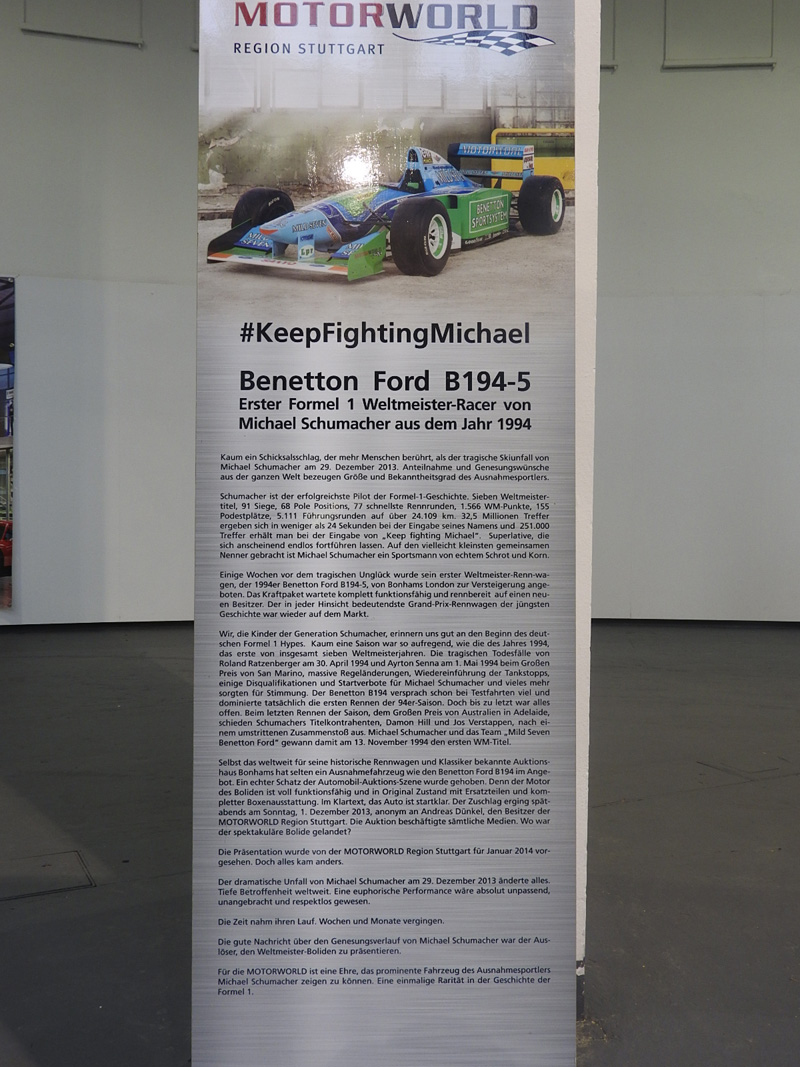 MOTORWORLD
REGION STUTTGART
MILD SEVEN
BENETTON
SPORTSYSTEM
#KeepFightingMichael
Benetton Ford B194-5
Erster Formel 1 Weltmeister-Racer von
Michael Schumacher aus dem Jahr 1994
Kaum ein Schicksalsschlag, der mehr Menschen berührt, als der tragische Skiunfall von
Michael Schumacher am 29. Dezember 2013. Anteilnahme und Genesungswünsche
aus der ganzen Welt bezeugen Größe und Bekanntheitsgrad des Ausnahmesportlers.
Schumacher ist der erfolgreichste Pilot der Formel-1-Geschichte. Sieben Weltmeister-
titel, 91 Siege, 68 Pole Positions, 77 schnellste Rennrunden, 1.566 WM-Punkte, 155
Podestplätze, 5.111 Führungsrunden auf über 24.109 km. 32,5 Millionen Treffer
ergeben sich in weniger als 24 Sekunden bei der Eingabe seines Namens und 251.000
Treffer erhält man bei der Eingabe von „Keep fighting Michael“. Superlative, die
sich anscheinend endlos fortführen lassen. Auf den vielleicht kleinsten gemeinsamen
Nenner gebracht ist Michael Schumacher ein Sportsmann von echtem Schrot und Korn.
Einige Wochen vor dem tragischen Unglück wurde sein erster Weltmeister-Renn-wa-
gen, der 1994er Benetton Ford B194-5, von Bonhams London zur Versteigerung ange-
boten. Das Kraftpaket wartete komplett funktionsfähig und rennbereit auf einen neu-
en Besitzer. Der in jeder Hinsicht bedeutendste Grand-Prix-Rennwagen der jüngsten
Geschichte war wieder auf dem Markt.
Wir, die Kinder der Generation Schumacher, erinnern uns gut an den Beginn des deut-
schen Formel 1 Hypes. Kaum eine Saison war so aufregend, wie die des Jahres 1994,
das erste von insgesamt sieben Weltmeisterjahren. Die tragischen Todesfälle von
Roland Ratzenberger am 30. April 1994 und Ayrton Senna am 1. Mai 1994 beim Großen
Preis von San Marino, massive Regeländerungen, Wiedereinführung der Tankstopps,
einige Disqualifikationen und Startverbote für Michael Schumacher und vieles mehr
sorgten für Stimmung. Der Benetton B194 versprach schon bei Testfahrten viel und
dominierte tatsächlich die ersten Rennen der 94er-Saison. Doch bis zu letzt war alles
offen. Beim letzten Rennen der Saison, dem Großen Preis von Australien in Adelaide,
schieden Schumachers Titelkontrahenten, Damon Hill und Jos Verstappen, nach ei-
nem umstrittenen Zusammenstoß aus. Michael Schumacher und das Team „Mild Seven
Benetton Ford“ gewann damit am 13. November 1994 den ersten WM-Titel.
Selbst das weltweit für seine historische Rennwagen und Klassiker bekannte Auktions-
haus Bonhams hat selten ein Ausnahmefahrzeug wie den Benetton Ford B194 im Ange-
bot. Ein echter Schatz der Automobil-Auktions-Szene wurde gehoben. Denn der Motor
des Boliden ist voll funktionsfähig und in Original Zustand mit Ersatzteilen und kom-
pletter Boxenausstattung. Im Klartext, das Auto ist startklar. Der Zuschlag erging spät-
abends am Sonntag, 1. Dezember 2013, anonym an Andreas Dünkel, den Besitzer der
MOTORWORLD Region Stuttgart. Die Auktion beschäftigte sämtliche Medien. Wo war
der spektakuläre Bolide gelandet?
Die Präsentation wurde von der MOTORWORLD Region Stuttgart für Januar 2014 vor-
gesehen. Doch alles kam anders.
Der dramatische Unfall von Michael Schumacher am 29. Dezember 2013 änderte alles.
Tiefe Betroffenheit weltweit. Eine euphorische Performance wäre absolut unpassend,
unangebracht und respektlos gewesen.
Die Zeit nahm ihren Lauf. Wochen und Monate vergingen.
Die gute Nachricht über den Genesungsverlauf von Michael Schumacher war der Aus-
löser, den Weltmeister-Boliden zu präsentieren.
Für die MOTORWORLD ist eine Ehre, das prominente Fahrzeug des Ausnahmesportlers
Michael Schumacher zeigen zu können. Eine einmalige Rarität in der Geschichte der
Formel 1.